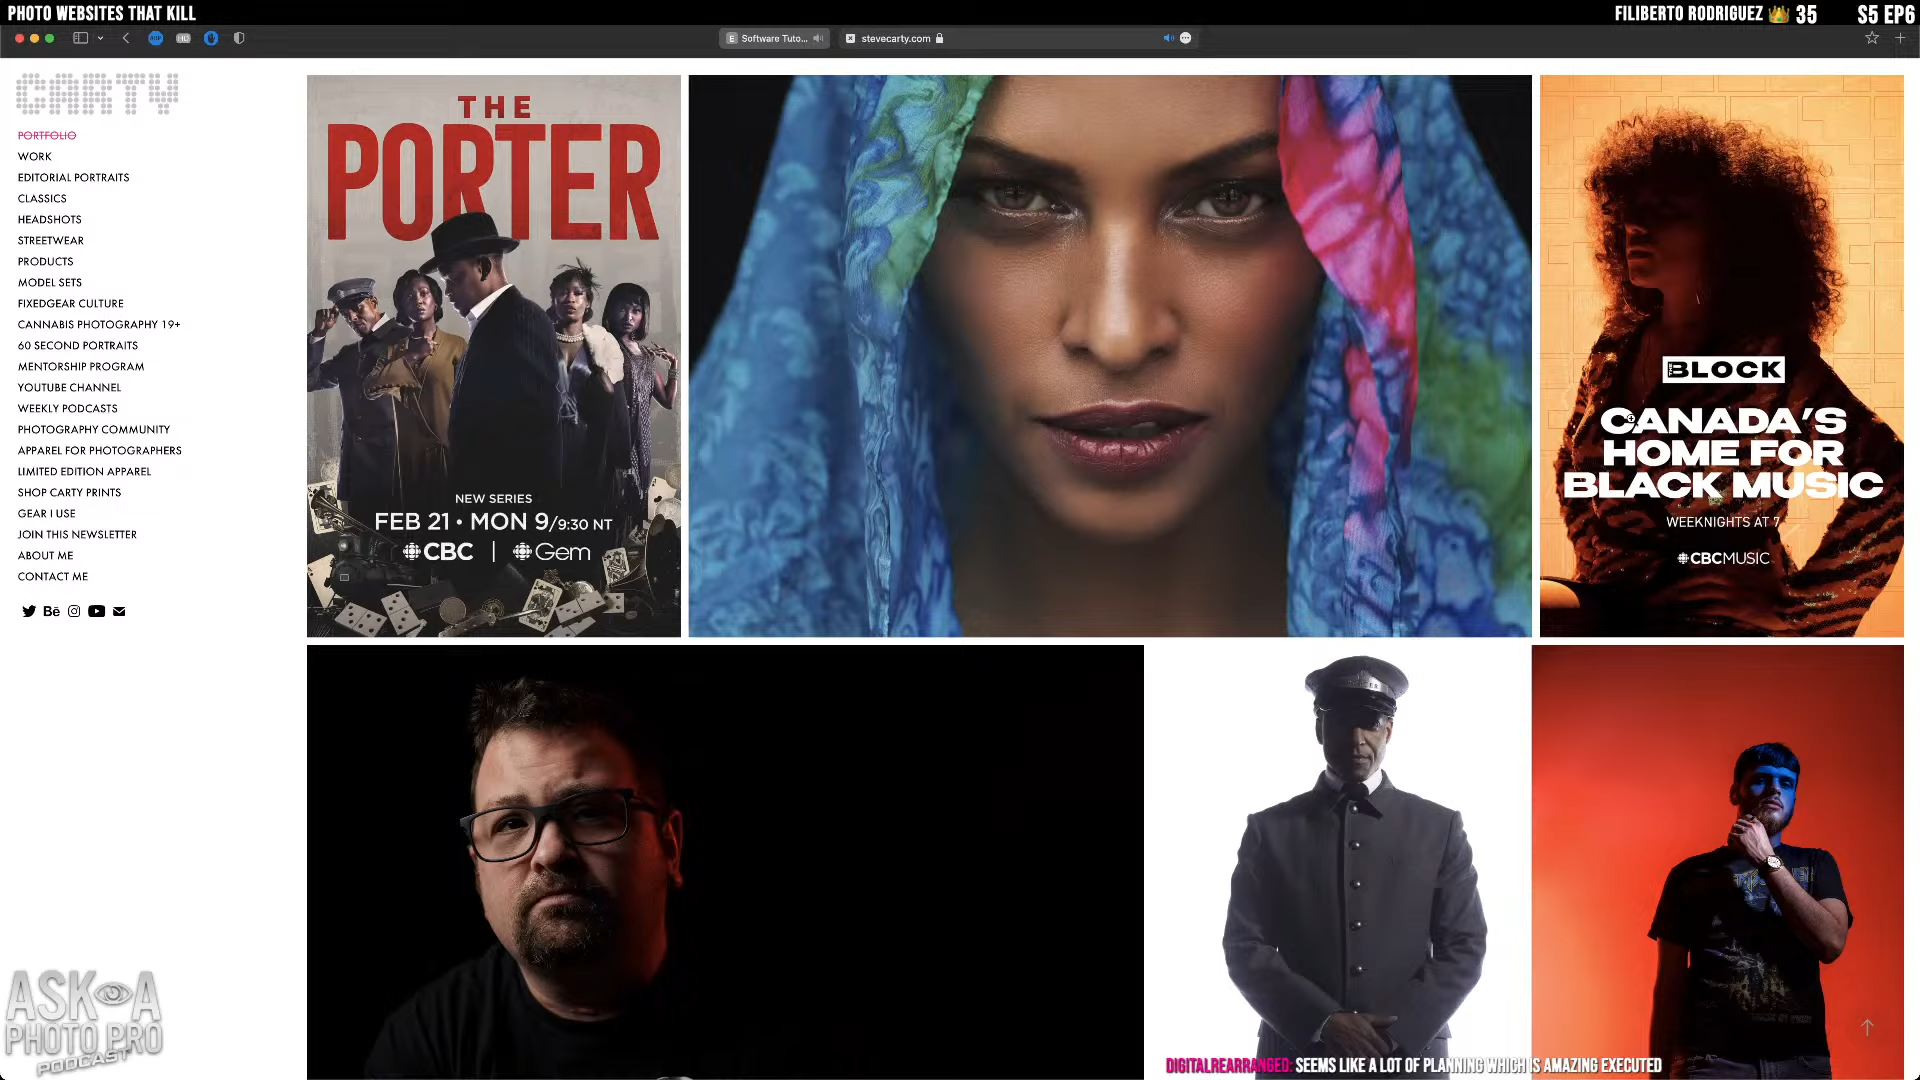 PHOTO WEBSITES THAT KILL
FILIBERTO RODRIGUEZ 👑 35
S5 EP6
ABP
HD
E Software Tuto...
stevecarty.com
CARTY
PORTFOLIO
WORK
EDITORIAL PORTRAITS
CLASSICS
HEADSHOTS
STREETWEAR
PRODUCTS
MODEL SETS
FIXEDGEAR CULTURE
CANNABIS PHOTOGRAPHY 19+
60 SECOND PORTRAITS
MENTORSHIP PROGRAM
YOUTUBE CHANNEL
WEEKLY PODCASTS
PHOTOGRAPHY COMMUNITY
APPAREL FOR PHOTOGRAPHERS
LIMITED EDITION APPAREL
SHOP CARTY PRINTS
GEAR I USE
JOIN THIS NEWSLETTER
ABOUT ME
CONTACT ME
Bē
THE
PORTER
NEW SERIES
FEB 21 • MON 9/9:30 NT
CBC | Gem
BLOCK
CANADA'S
HOME FOR
BLACK MUSIC
WEEKNIGHTS AT 7
CBCMUSIC
ASK A
PHOTO PRO
PODCAST
DIGITALREARRANGED: SEEMS LIKE A LOT OF PLANNING WHICH IS AMAZING EXECUTED